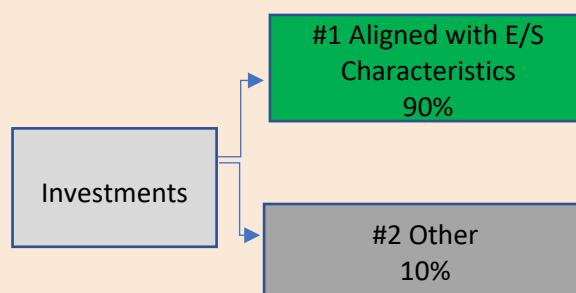 #1 Aligned with E/S
Characteristics
90%
Investments
#2 Other
10%